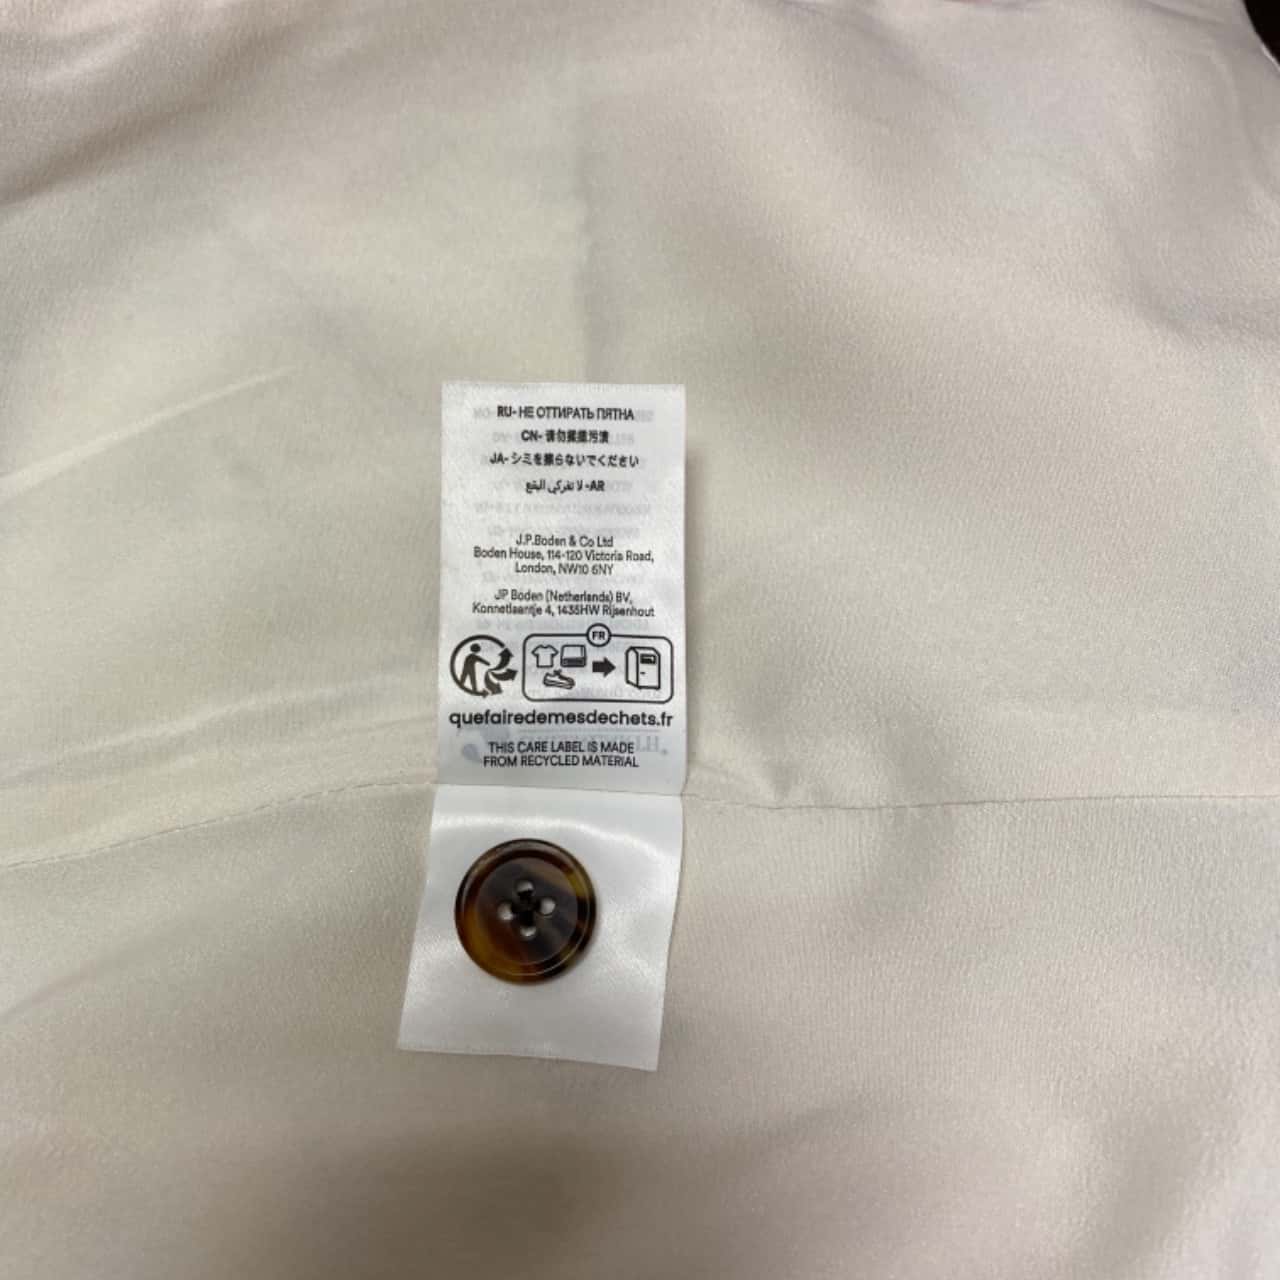 RU- НЕ ОТТИРАТЬ ПЯТНА
CN- 请勿揉搓污渍
JA- シミを擦らないでください
AR- لا تفركي البقع
J.P.Boden & Co Ltd
Boden House, 114-120 Victoria Road,
London, NW10 6NY
JP Boden (Netherlands) BV,
Konnetlaantje 4, 1435HW Rijsenhout
FR
quefairedemesdechets.fr
THIS CARE LABEL IS MADE
FROM RECYCLED MATERIAL